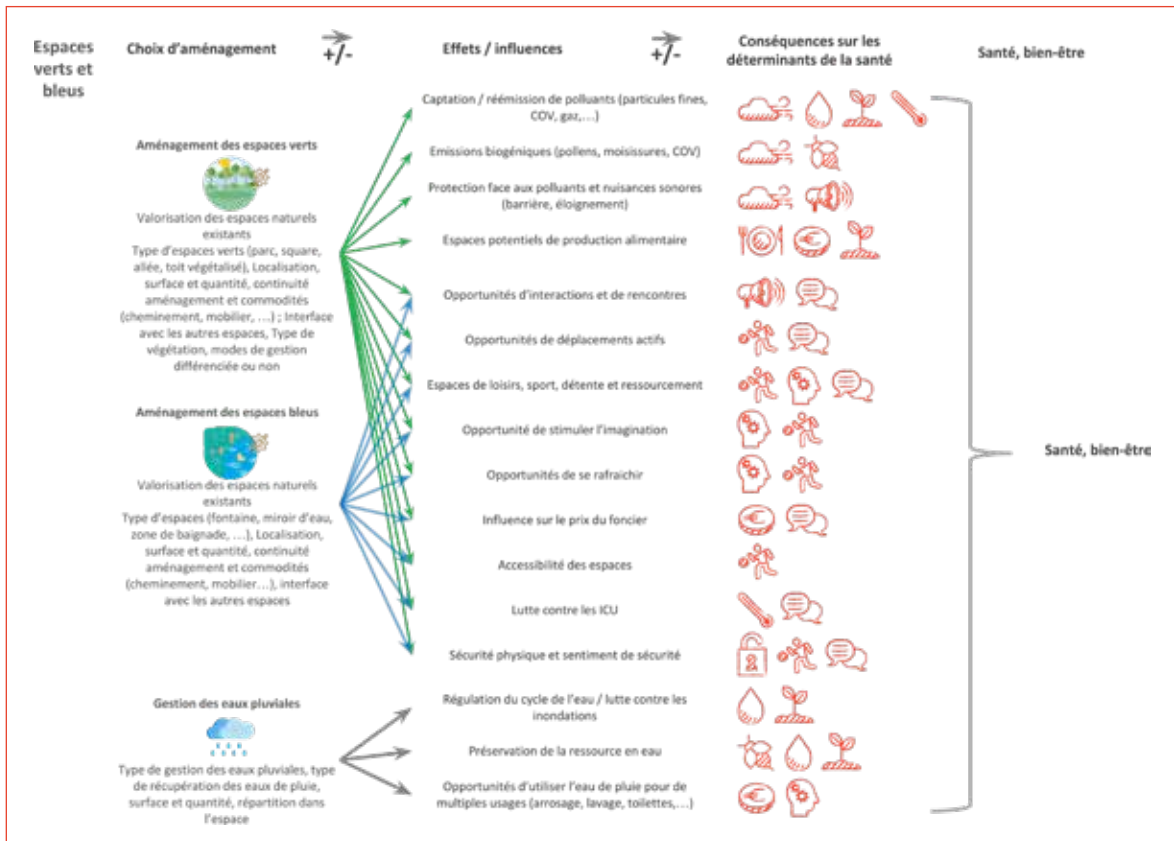 Espaces
verts et
bleus
Choix d'aménagement
+/-
Effets / influences
+/-
Conséquences sur les
déterminants de la santé
Santé, bien-être
Aménagement des espaces verts
Valorisation des espaces naturels
existants
Type d'espaces verts (parc, square,
allée, toit végétalisé), Localisation,
surface et quantité, continuité
aménagement et commodités
(cheminement, mobilier, …) ; Interface
avec les autres espaces, Type de
végétation, modes de gestion
différenciée ou non
Aménagement des espaces bleus
Valorisation des espaces naturels
existants
Type d'espaces (fontaine, miroir d'eau,
zone de baignade, …), Localisation,
surface et quantité, continuité
aménagement et commodités
(cheminement, mobilier…), interface
avec les autres espaces
Gestion des eaux pluviales
Type de gestion des eaux pluviales, type
de récupération des eaux de pluie,
surface et quantité, répartition dans
l'espace
Captation / réémission de polluants (particules fines,
COV, gaz,…)
Emissions biogéniques (pollens, moisissures, COV)
Protection face aux polluants et nuisances sonores
(barrière, éloignement)
Espaces potentiels de production alimentaire
Opportunités d'interactions et de rencontres
Opportunités de déplacements actifs
Espaces de loisirs, sport, détente et ressourcement
Opportunité de stimuler l'imagination
Opportunités de se rafraichir
Influence sur le prix du foncier
Accessibilité des espaces
Lutte contre les ICU
Sécurité physique et sentiment de sécurité
Régulation du cycle de l'eau / lutte contre les
inondations
Préservation de la ressource en eau
Opportunités d'utiliser l'eau de pluie pour de
multiples usages (arrosage, lavage, toilettes,…)
Santé, bien-être